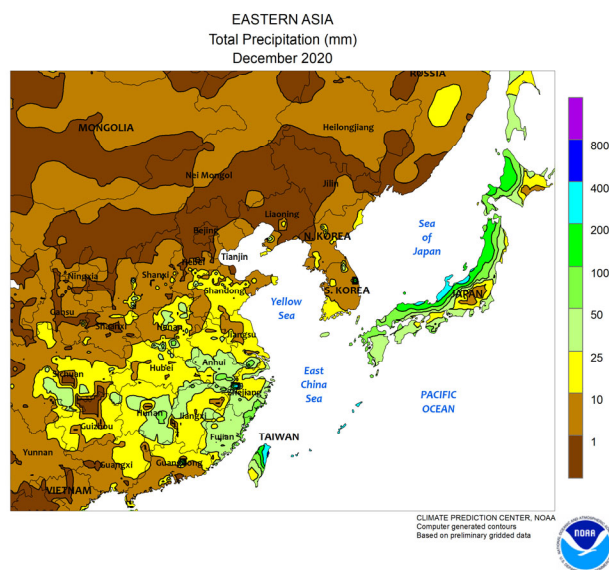 EASTERN ASIA
Total Precipitation (mm)
December 2020
RUSSIA
MONGOLIA
Heilongjiang
Nei Mongol
Jilin
Liaoning
Beijing
N. KOREA
Sea
of
Japan
Tianjin
Hebei
Ningxia
Shanxi
Shandong
S. KOREA
JAPAN
Yellow
Sea
Gansu
Shaanxi
Henan
Jiangsu
Anhui
Hubei
Sichuan
East
China
Sea
Zhejiang
PACIFIC
OCEAN
Hunan
Jiangxi
Guizhou
Fujian
TAIWAN
Yunnan
Guangxi
Guangdong
VIETNAM
800
400
200
100
50
25
10
1
CLIMATE PREDICTION CENTER, NOAA
Computer generated contours
Based on preliminary gridded data
NOAA